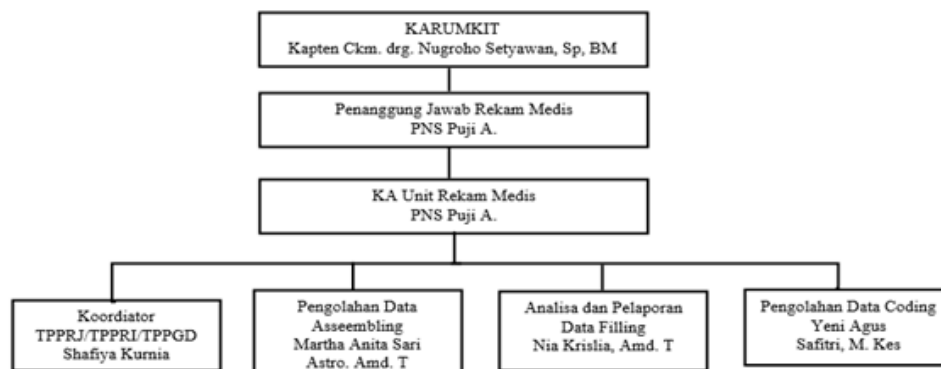 KARUMKIT
Kapten Ckm. drg. Nugroho Setyawan, Sp, BM
Penanggung Jawab Rekam Medis
PNS Puji A.
KA Unit Rekam Medis
PNS Puji A.
Koordiator
TPPRJ/TPPRI/TPPGD
Shafiya Kurnia
Pengolahan Data
Asseembling
Martha Anita Sari
Astro. Amd. T
Analisa dan Pelaporan
Data Filling
Nia Krislia, Amd. T
Pengolahan Data Coding
Yeni Agus
Safitri, M. Kes